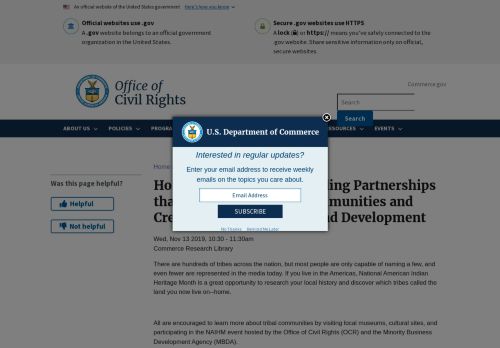 An official website of the United States government Here's how you know
Official websites use .gov
A .gov website belongs to an official government
organization in the United States.
Secure .gov websites use HTTPS
A lock ( ) or https:// means you've safely connected to the
.gov website. Share sensitive information only on official,
secure websites.
Commerce.gov
Office of
Civil Rights
Search
Search
ABOUT US
POLICIES
EVENTS
U.S. Department of Commerce
Interested in regular updates?
Enter your email address to receive weekly
emails on the topics you care about.
Email Address
SUBSCRIBE
No Thanks
Remind Me Later
Home
Was this page helpful?
Helpful
Not helpful
Partnerships
and
Development
Wed, Nov 13 2019, 10:30 - 11:30am
Commerce Research Library
There are hundreds of tribes across the nation, but most people are only capable of naming a few, and
even fewer are represented in the media today. If you live in the Americas, National American Indian
Heritage Month is a great opportunity to research your local history and discover which tribes called the
land you now live on--home.
All are encouraged to learn more about tribal communities by visiting local museums, cultural sites, and
participating in the NAIHM event hosted by the Office of Civil Rights (OCR) and the Minority Business
Development Agency (MBDA).